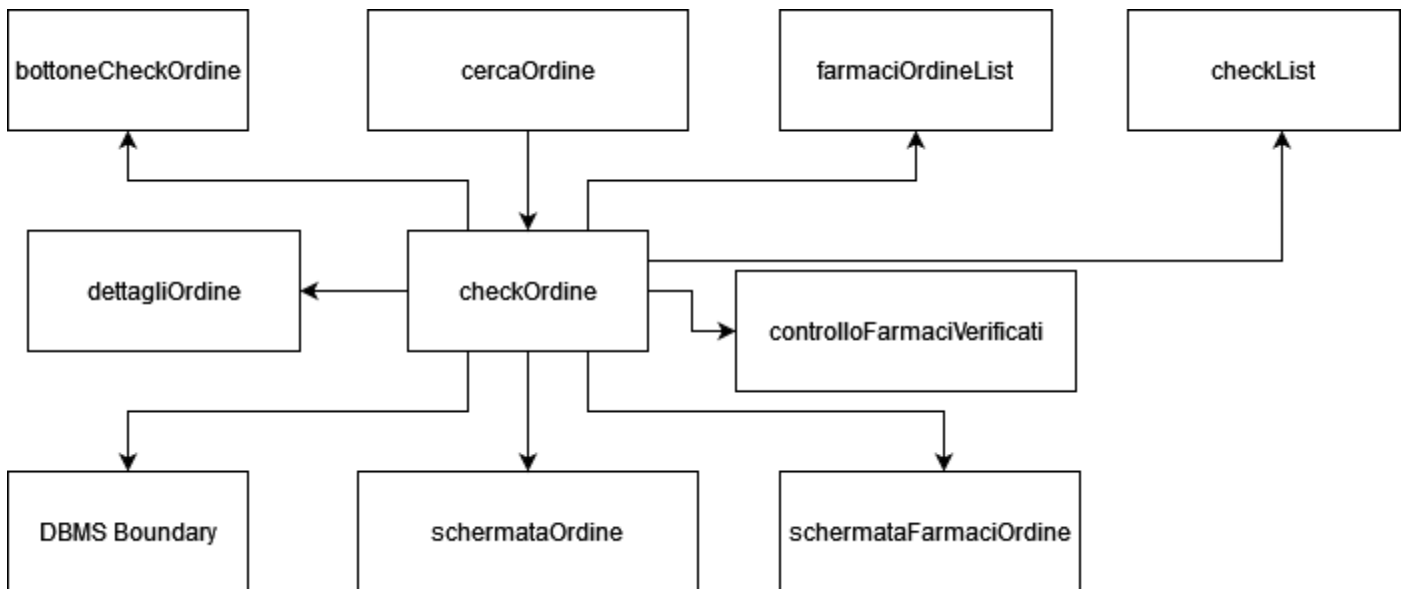 bottoneCheckOrdine
cercaOrdine
farmaciOrdineList
checkList
dettagliOrdine
checkOrdine
controlloFarmaciVerificati
DBMS Boundary
schermataOrdine
schermataFarmaciOrdine